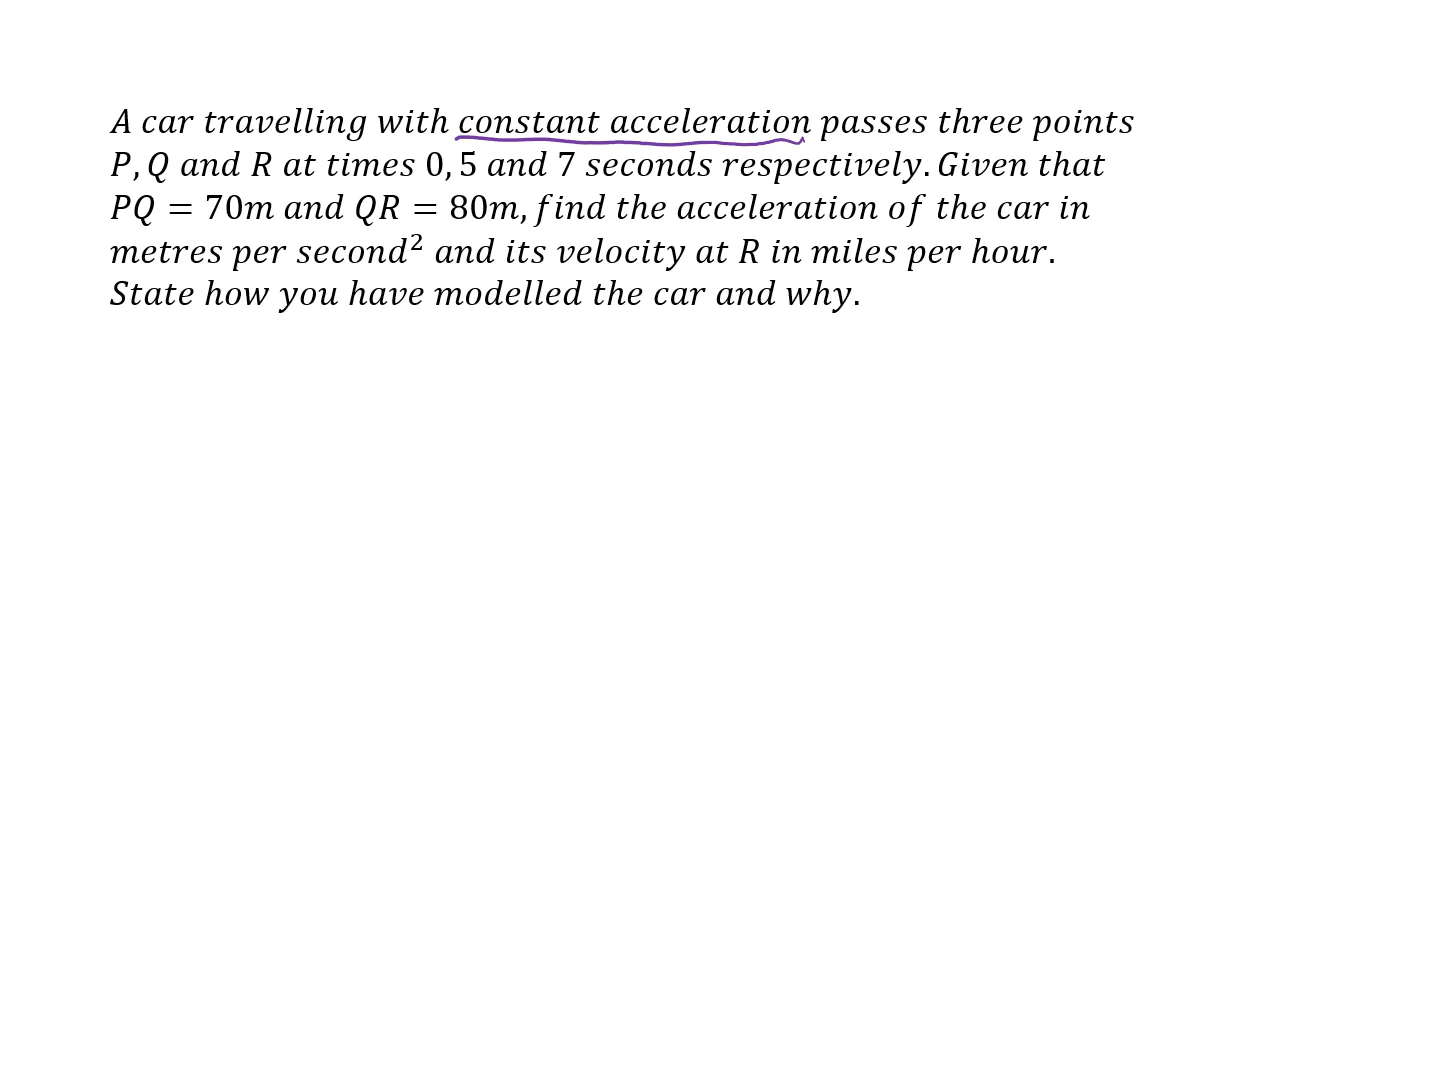 A car travelling with constant acceleration passes three points
P, Q and R at times 0, 5 and 7 seconds respectively. Given that
PQ = 70m and QR = 80m, find the acceleration of the car in
metres per second² and its velocity at R in miles per hour.
State how you have modelled the car and why.